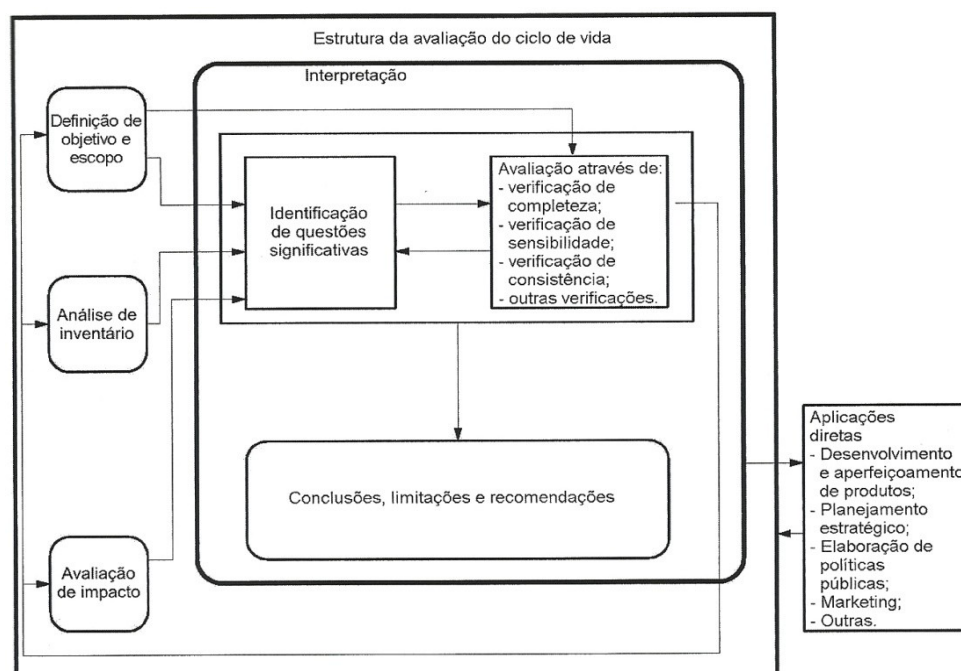 Estrutura da avaliação do ciclo de vida
Interpretação
Definição de
objetivo e
escopo
Identificação
de questões
significativas
Avaliação através de:
- verificação de
completeza;
- verificação de
sensibilidade;
- verificação de
consistência;
- outras verificações.
Análise de
inventário
Avaliação
de impacto
Conclusões, limitações e recomendações
Aplicações
diretas
- Desenvolvimento
e aperfeiçoamento
de produtos;
- Planejamento
estratégico;
- Elaboração de
políticas
públicas;
- Marketing;
- Outras.